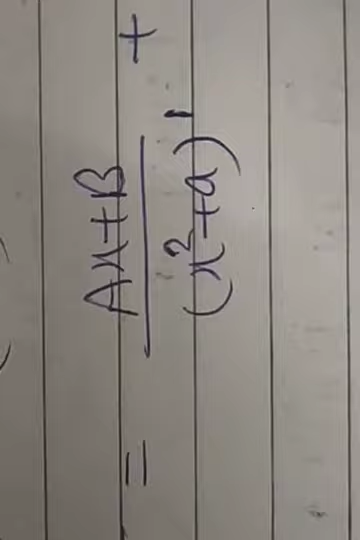 = Ax+B / (x²+a)¹ +